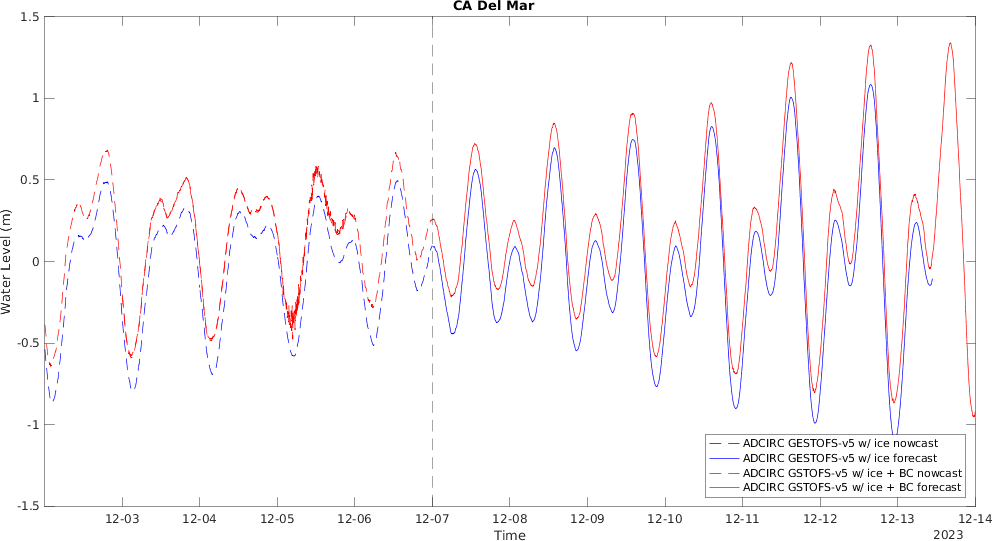 CA Del Mar
1.5
1
0.5
0
-0.5
-1
-1.5
Water Level (m)
12-03 12-04 12-05 12-06 12-07 12-08 12-09 12-10 12-11 12-12 12-13 12-14
Time
2023
ADCIRC GESTOFS-v5 w/ ice nowcast
ADCIRC GESTOFS-v5 w/ ice forecast
ADCIRC GSTOFS-v5 w/ ice + BC nowcast
ADCIRC GSTOFS-v5 w/ ice + BC forecast